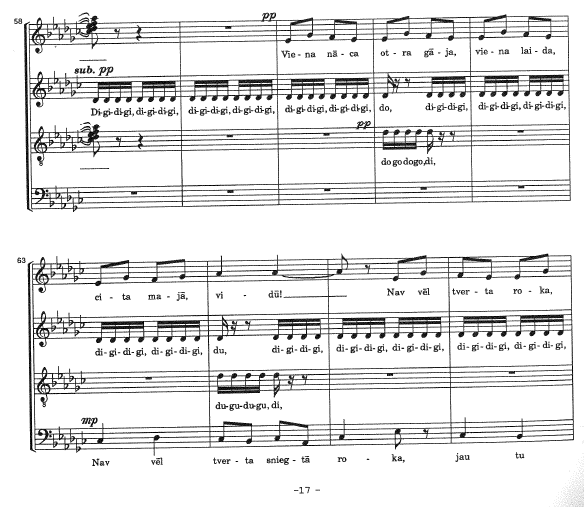 58
pp
Vie - na nā - ca ot - ra gā - ja, vie - na lai - da,
sub. pp
Di-gi-di-gi, di-gi-di-gi, di-gi-di-gi, di-gi-di-gi, di-gi-di-gi, di-gi-di-gi, do, di-gi-di-gi, di-gi-di-gi, di-gi-di-gi,
pp
do go do go, di,
63
ci - ta ma - jā, vi - dū! Nav vēl tver - ta ro - ka,
di-gi-di-gi, di-gi-di-gi, du, di-gi-di-gi, di-gi-di-gi, di-gi-di-gi, di-gi-di-gi, di-gi-di-gi,
du-gu-du-gu, di,
mp
Nav vēl tver - ta snieg - tā ro - ka, jau tu
-17 -